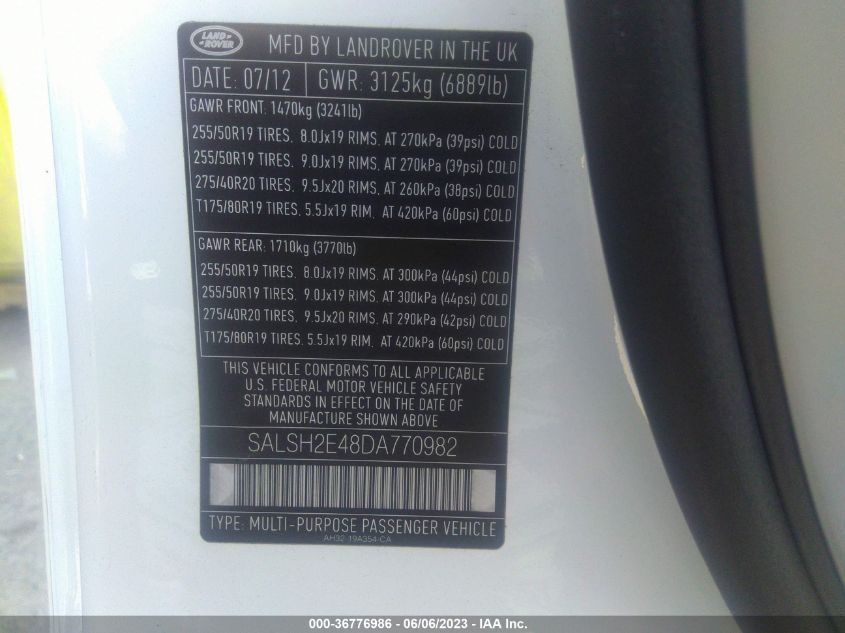 LAND ROVER
MFD BY LANDROVER IN THE UK
DATE: 07/12 GWR: 3125kg (6889lb)
GAWR FRONT: 1470kg (3241lb)
255/50R19 TIRES. 8.0Jx19 RIMS. AT 270kPa (39psi) COLD
255/50R19 TIRES. 9.0Jx19 RIMS. AT 270kPa (39psi) COLD
275/40R20 TIRES. 9.5Jx20 RIMS. AT 260kPa (38psi) COLD
T175/80R19 TIRES. 5.5Jx19 RIM. AT 420kPa (60psi) COLD
GAWR REAR: 1710kg (3770lb)
255/50R19 TIRES. 8.0Jx19 RIMS. AT 300kPa (44psi) COLD
255/50R19 TIRES. 9.0Jx19 RIMS. AT 300kPa (44psi) COLD
275/40R20 TIRES. 9.5Jx20 RIMS. AT 290kPa (42psi) COLD
T175/80R19 TIRES. 5.5Jx19 RIM. AT 420kPa (60psi) COLD
THIS VEHICLE CONFORMS TO ALL APPLICABLE
U.S. FEDERAL MOTOR VEHICLE SAFETY
STANDARDS IN EFFECT ON THE DATE OF
MANUFACTURE SHOWN ABOVE
SALSH2E48DA770982
TYPE: MULTI-PURPOSE PASSENGER VEHICLE
AH32-19A354-CA
000-36776986 - 06/06/2023 - IAA Inc.